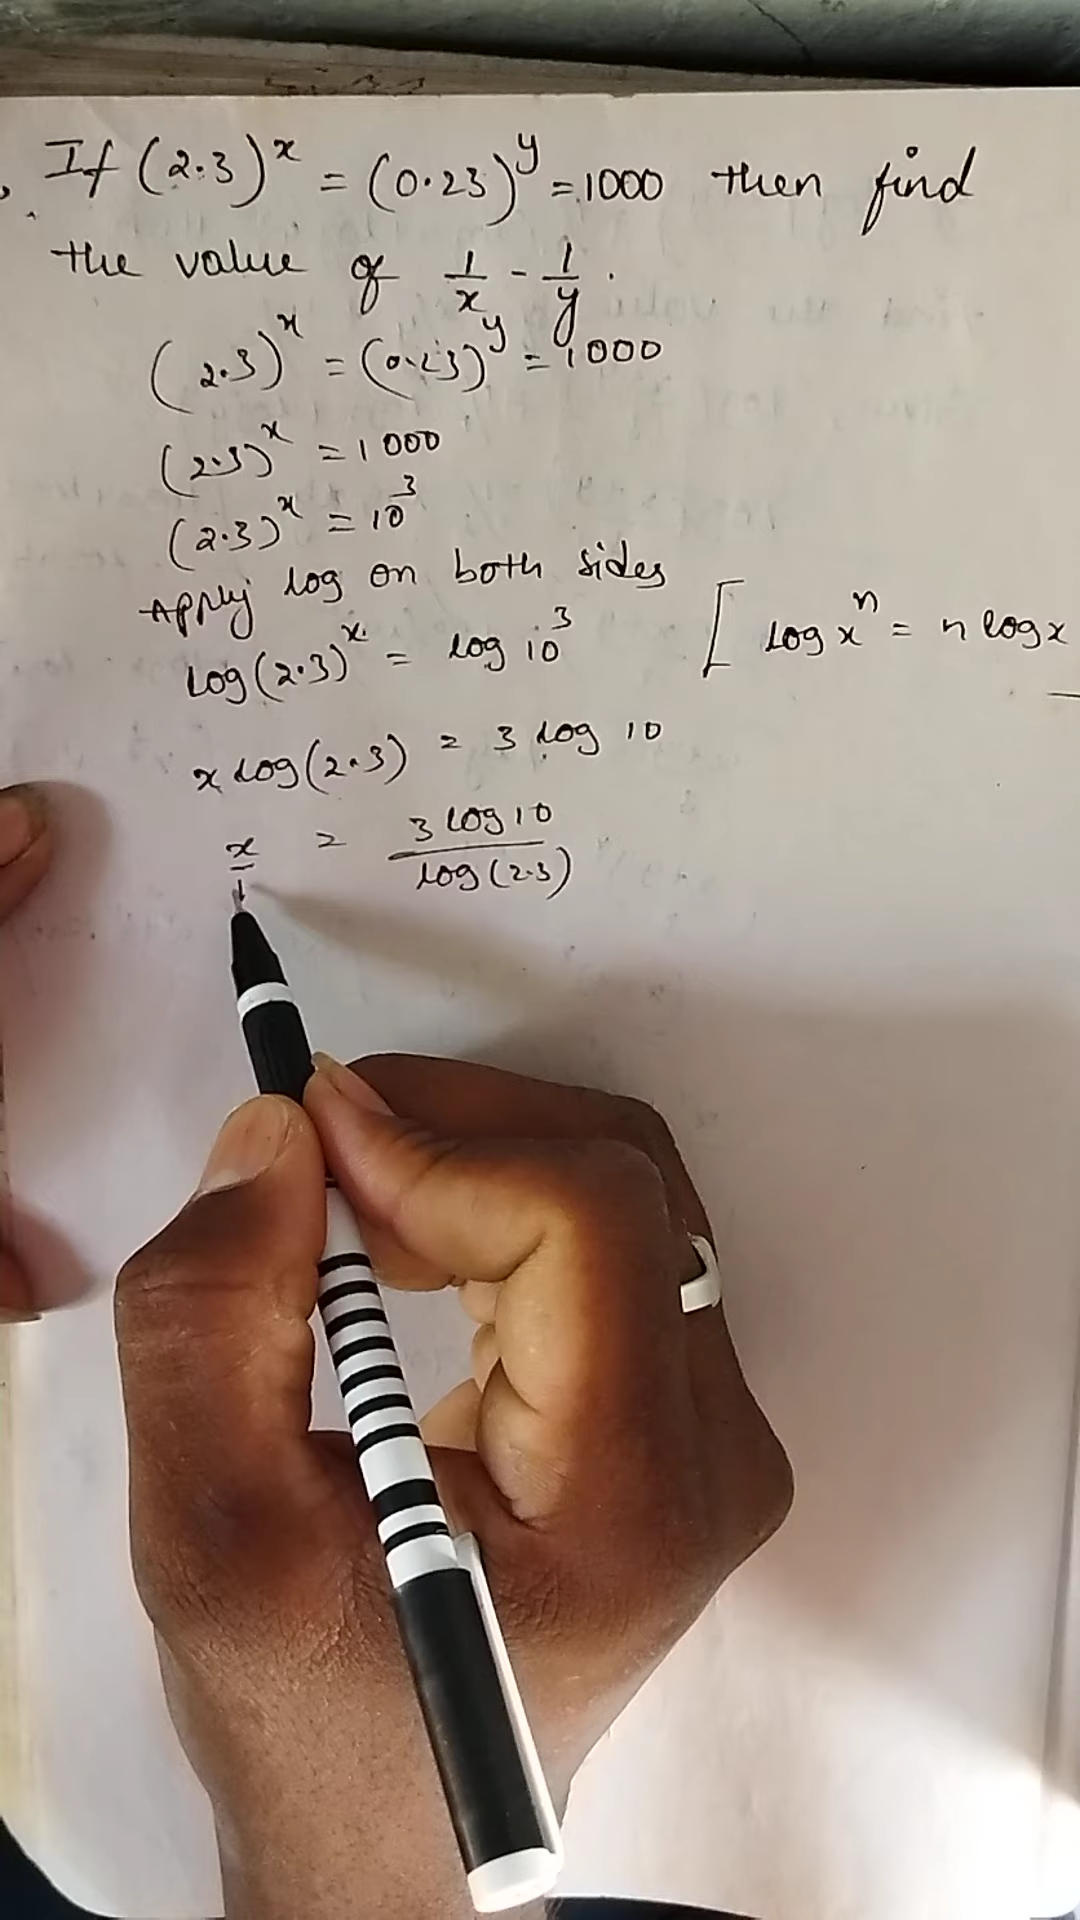 If (2.3)^x = (0.23)^y = 1000 then find
the value of 1/x - 1/y.
(2.3)^x = (0.23)^y = 1000
(2.3)^x = 1000
(2.3)^x = 10^3
Apply log on both sides
log(2.3)^x = log 10^3 [log x^n = n log x
x log(2.3) = 3 log 10
x/1 = 3 log 10 / log(2.3)